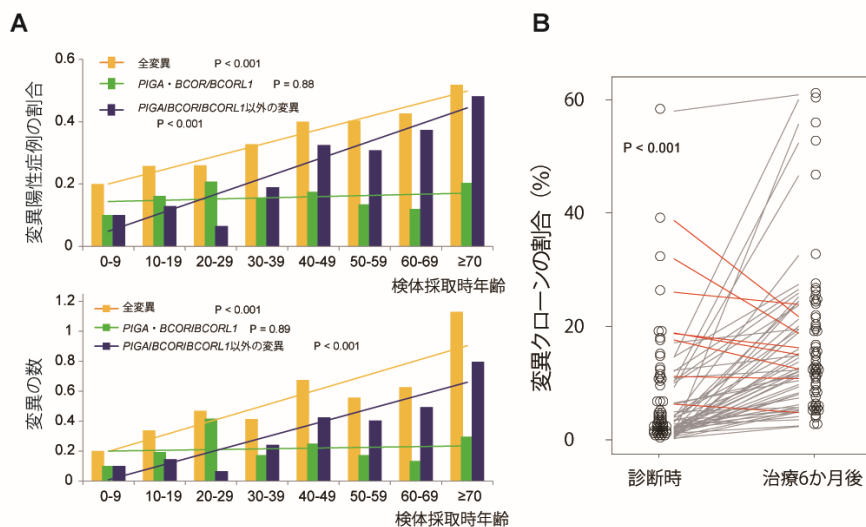 A
0.6
0.4
0.2
0
変異陽性症例の割合
全変異 P < 0.001
PIGA・BCOR/BCORL1 P = 0.88
PIGA/BCOR/BCORL1以外の変異
P < 0.001
0-9 10-19 20-29 30-39 40-49 50-59 60-69 ≥70
検体採取時年齢
1.2
1
0.8
0.6
0.4
0.2
0
変異の数
全変異 P < 0.001
PIGA・BCOR/BCORL1 P = 0.89
PIGA/BCOR/BCORL1以外の変異 P < 0.001
0-9 10-19 20-29 30-39 40-49 50-59 60-69 ≥70
検体採取時年齢
B
変異クローンの割合 (%)
60
40
20
0
P < 0.001
診断時 治療6か月後